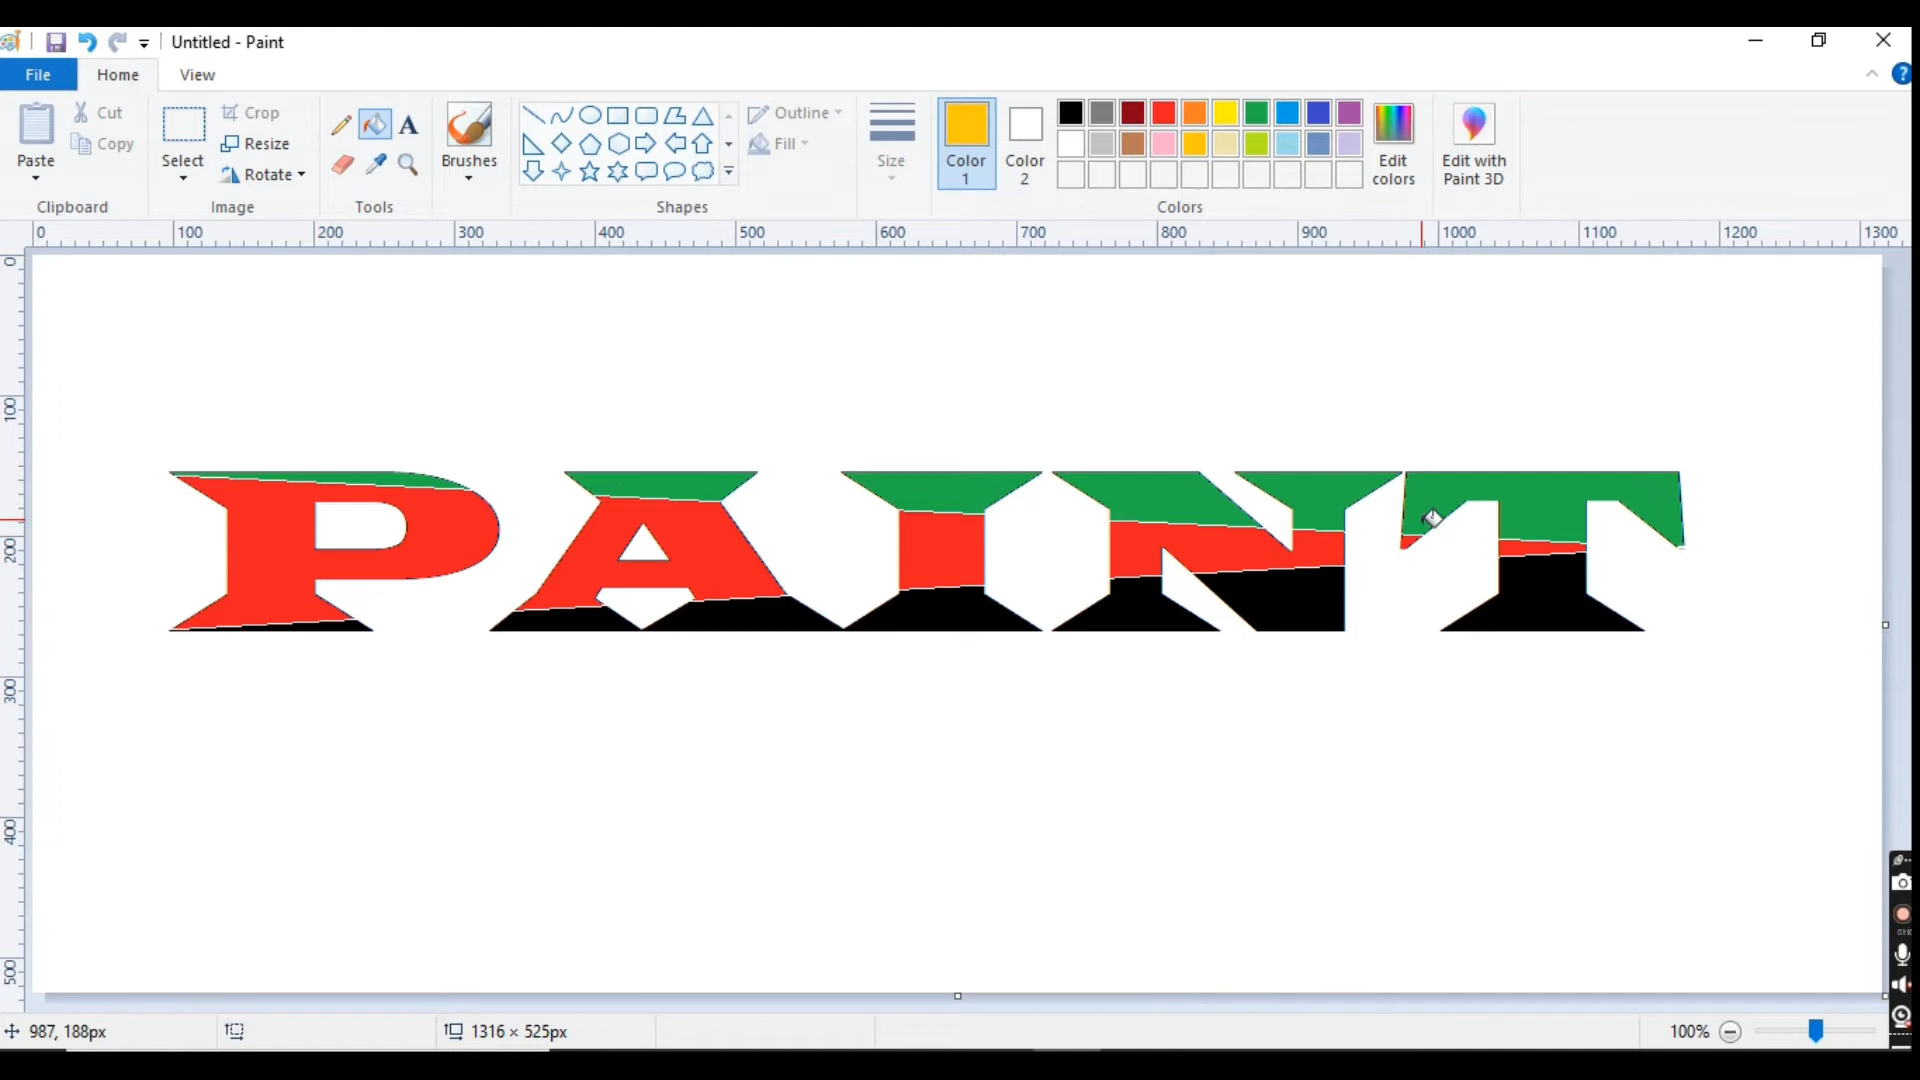 Untitled - Paint
File Home View
Paste Cut Copy Clipboard
Select Crop Resize Rotate Image
A Tools
Brushes
Outline Fill Shapes
Size
Color 1 Color 2 Edit colors Colors
Edit with Paint 3D
0 100 200 300 400 500 600 700 800 900 1000 1100 1200 1300
0
100
200
PAINT
300
400
500
987, 188px 1316 × 525px 100%